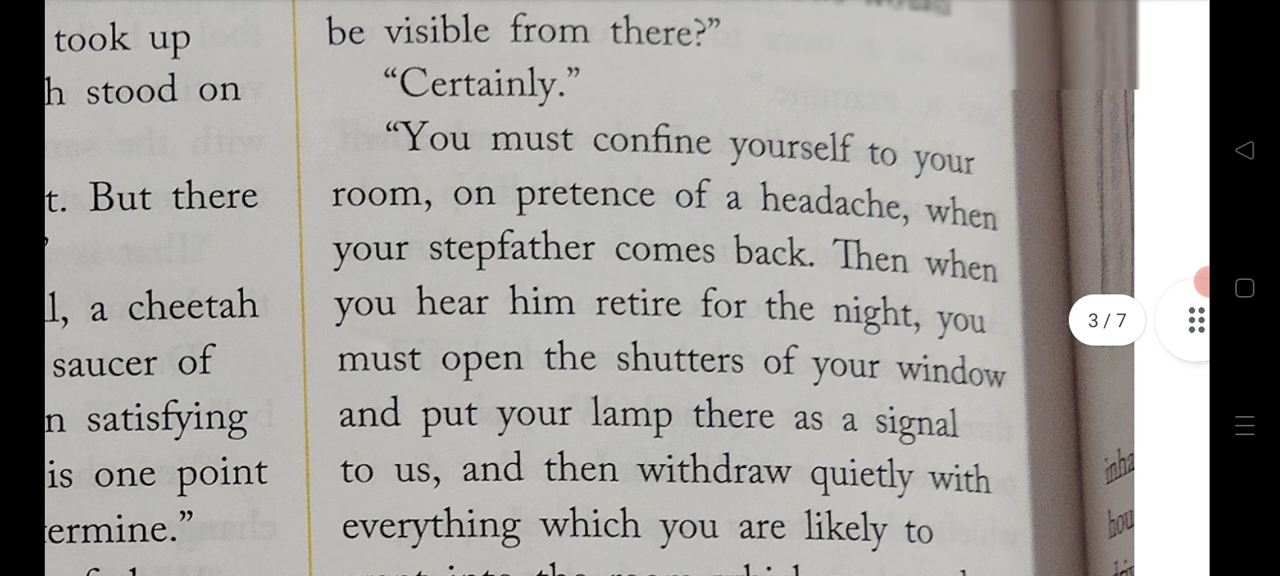 took up
h stood on
t. But there
l, a cheetah
saucer of
n satisfying
is one point
ermine.”
be visible from there?”
“Certainly.”
“You must confine yourself to your
room, on pretence of a headache, when
your stepfather comes back. Then when
you hear him retire for the night, you
must open the shutters of your window
and put your lamp there as a signal
to us, and then withdraw quietly with
everything which you are likely to
inha
hou
3/7